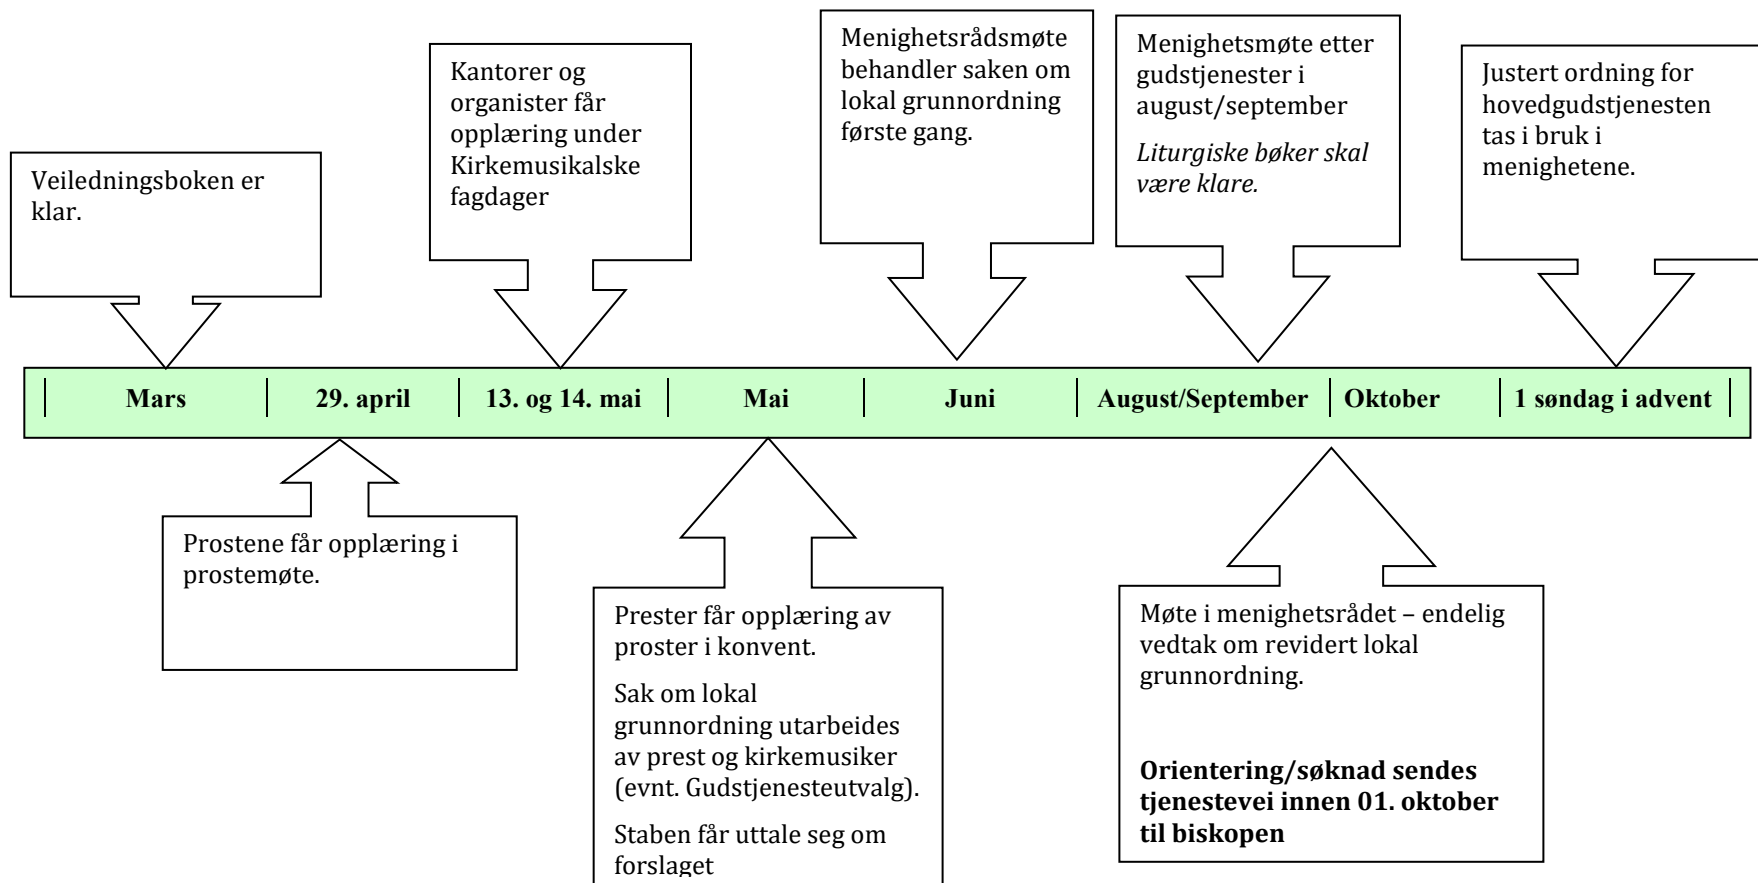 Veiledningsboken er
klar.
Kantorer og
organister får
opplæring under
Kirkemusikalske
fagdager
Menighetsrådsmøte
behandler saken om
lokal grunnordning
første gang.
Menighetsmøte etter
gudstjenester i
august/september
Liturgiske bøker skal
være klare.
Justert ordning for
hovedgudstjenesten
tas i bruk i
menighetene.
Mars 29. april 13. og 14. mai Mai Juni August/September Oktober 1 søndag i advent
Prostene får opplæring i
prostemøte.
Prester får opplæring av
proster i konvent.
Sak om lokal
grunnordning utarbeides
av prest og kirkemusiker
(evnt. Gudstjenesteutvalg).
Staben får uttale seg om
forslaget
Møte i menighetsrådet – endelig
vedtak om revidert lokal
grunnordning.
Orientering/søknad sendes
tjenestevei innen 01. oktober
til biskopen